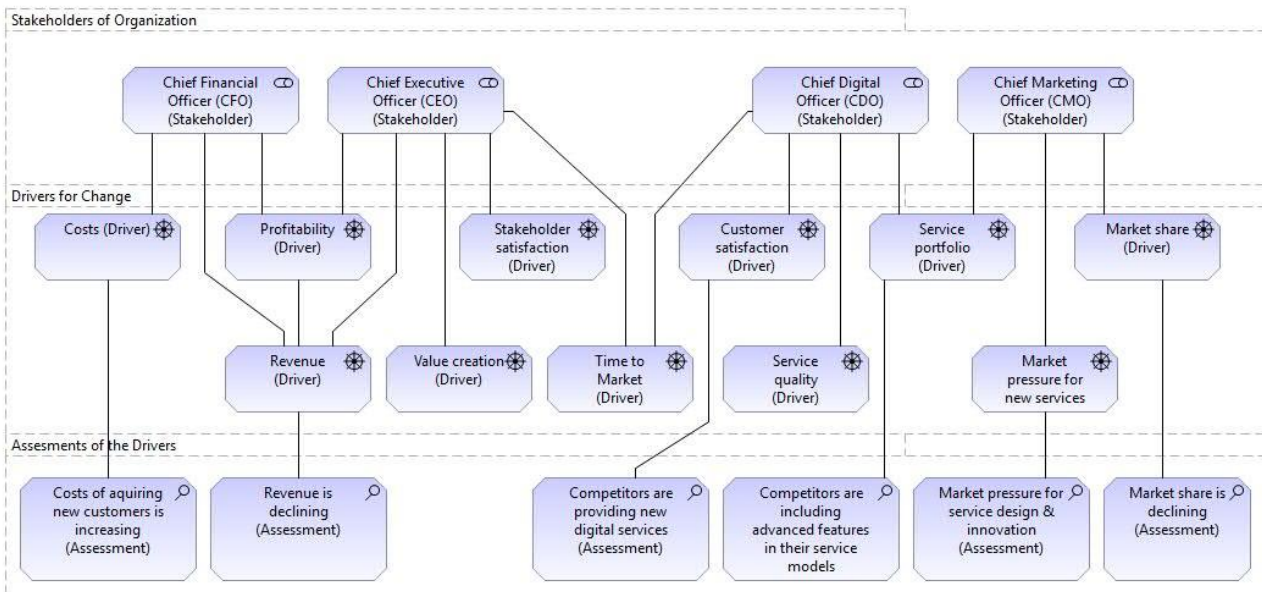 Stakeholders of Organization
Chief Financial
Officer (CFO)
(Stakeholder)
Chief Executive
Officer (CEO)
(Stakeholder)
Chief Digital
Officer (CDO)
(Stakeholder)
Chief Marketing
Officer (CMO)
(Stakeholder)
Drivers for Change
Costs (Driver)
Profitability
(Driver)
Stakeholder
satisfaction
(Driver)
Customer
satisfaction
(Driver)
Service
portfolio
(Driver)
Market share
(Driver)
Revenue
(Driver)
Value creation
(Driver)
Time to
Market
(Driver)
Service
quality
(Driver)
Market
pressure for
new services
Assesments of the Drivers
Costs of aquiring
new customers is
increasing
(Assessment)
Revenue is
declining
(Assessment)
Competitors are
providing new
digital services
(Assessment)
Competitors are
including
advanced features
in their service
models
Market pressure for
service design &
innovation
(Assessment)
Market share is
declining
(Assessment)